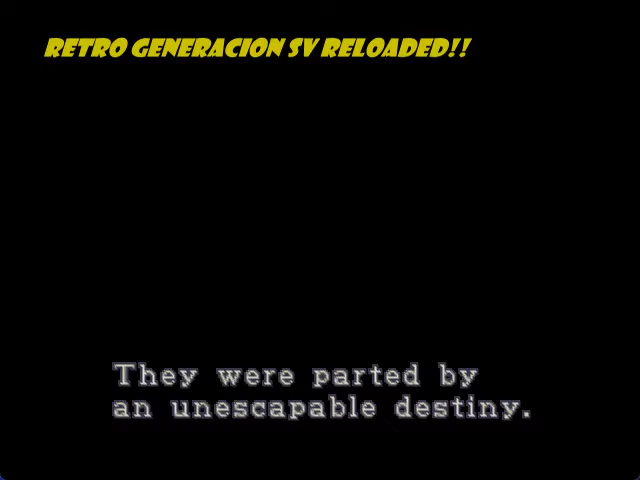 RETRO GENERACION SV RELOADED!!
They were parted by
an unescapable destiny.